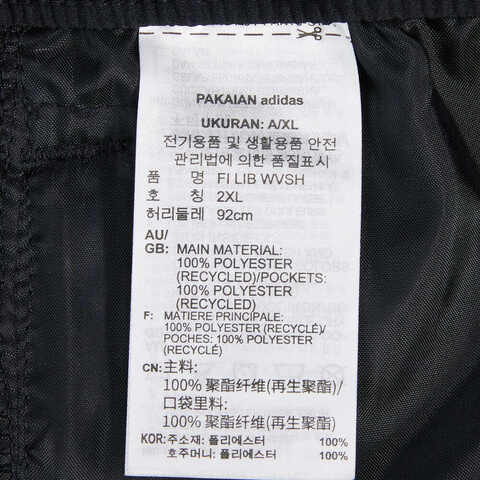 PAKAIAN adidas
UKURAN: A/XL
전기용품 및 생활용품 안전
관리법에 의한 품질표시
품 명 FI LIB WVSH
호 칭 2XL
허리둘레 92cm
AU/
GB: MAIN MATERIAL:
100% POLYESTER
(RECYCLED)/POCKETS:
100% POLYESTER
(RECYCLED)
F: MATIERE PRINCIPALE:
100% POLYESTER (RECYCLÉ)/
POCHES: 100% POLYESTER
(RECYCLÉ)
CN: 主料:
100% 聚酯纤维(再生聚酯)/
口袋里料:
100% 聚酯纤维(再生聚酯)
KOR: 주소재: 폴리에스터 100%
호주머니: 폴리에스터 100%